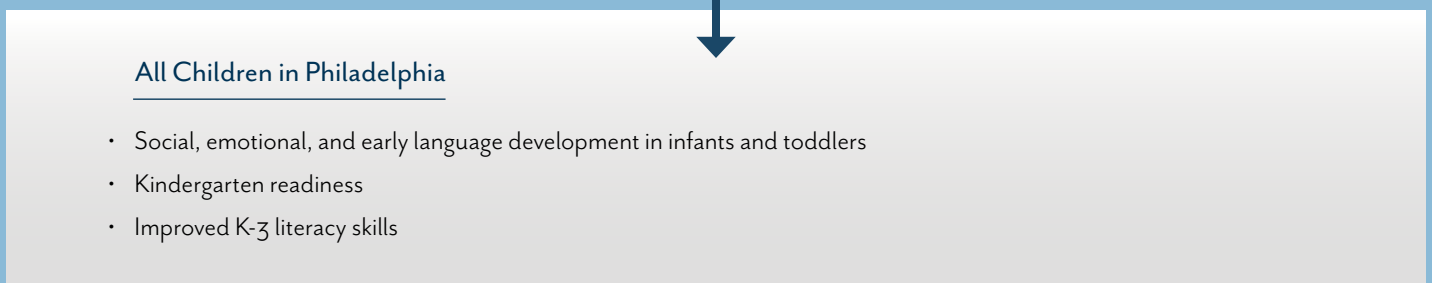 All Children in Philadelphia
• Social, emotional, and early language development in infants and toddlers
• Kindergarten readiness
• Improved K-3 literacy skills